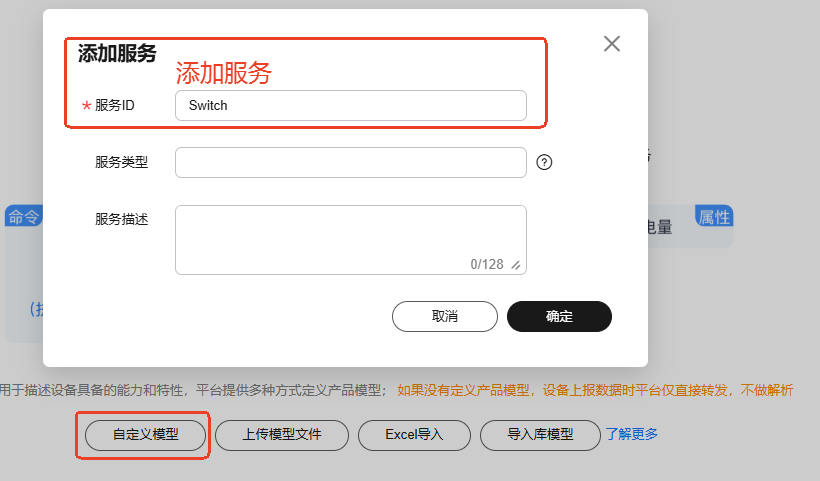 添加服务
添加服务
* 服务ID Switch
服务类型 ?
服务描述
0/128
取消 确定
命令
属性
电量
用于描述设备具备的能力和特性，平台提供多种方式定义产品模型； 如果没有定义产品模型，设备上报数据时平台仅直接转发，不做解析
自定义模型 上传模型文件 Excel导入 导入库模型 了解更多